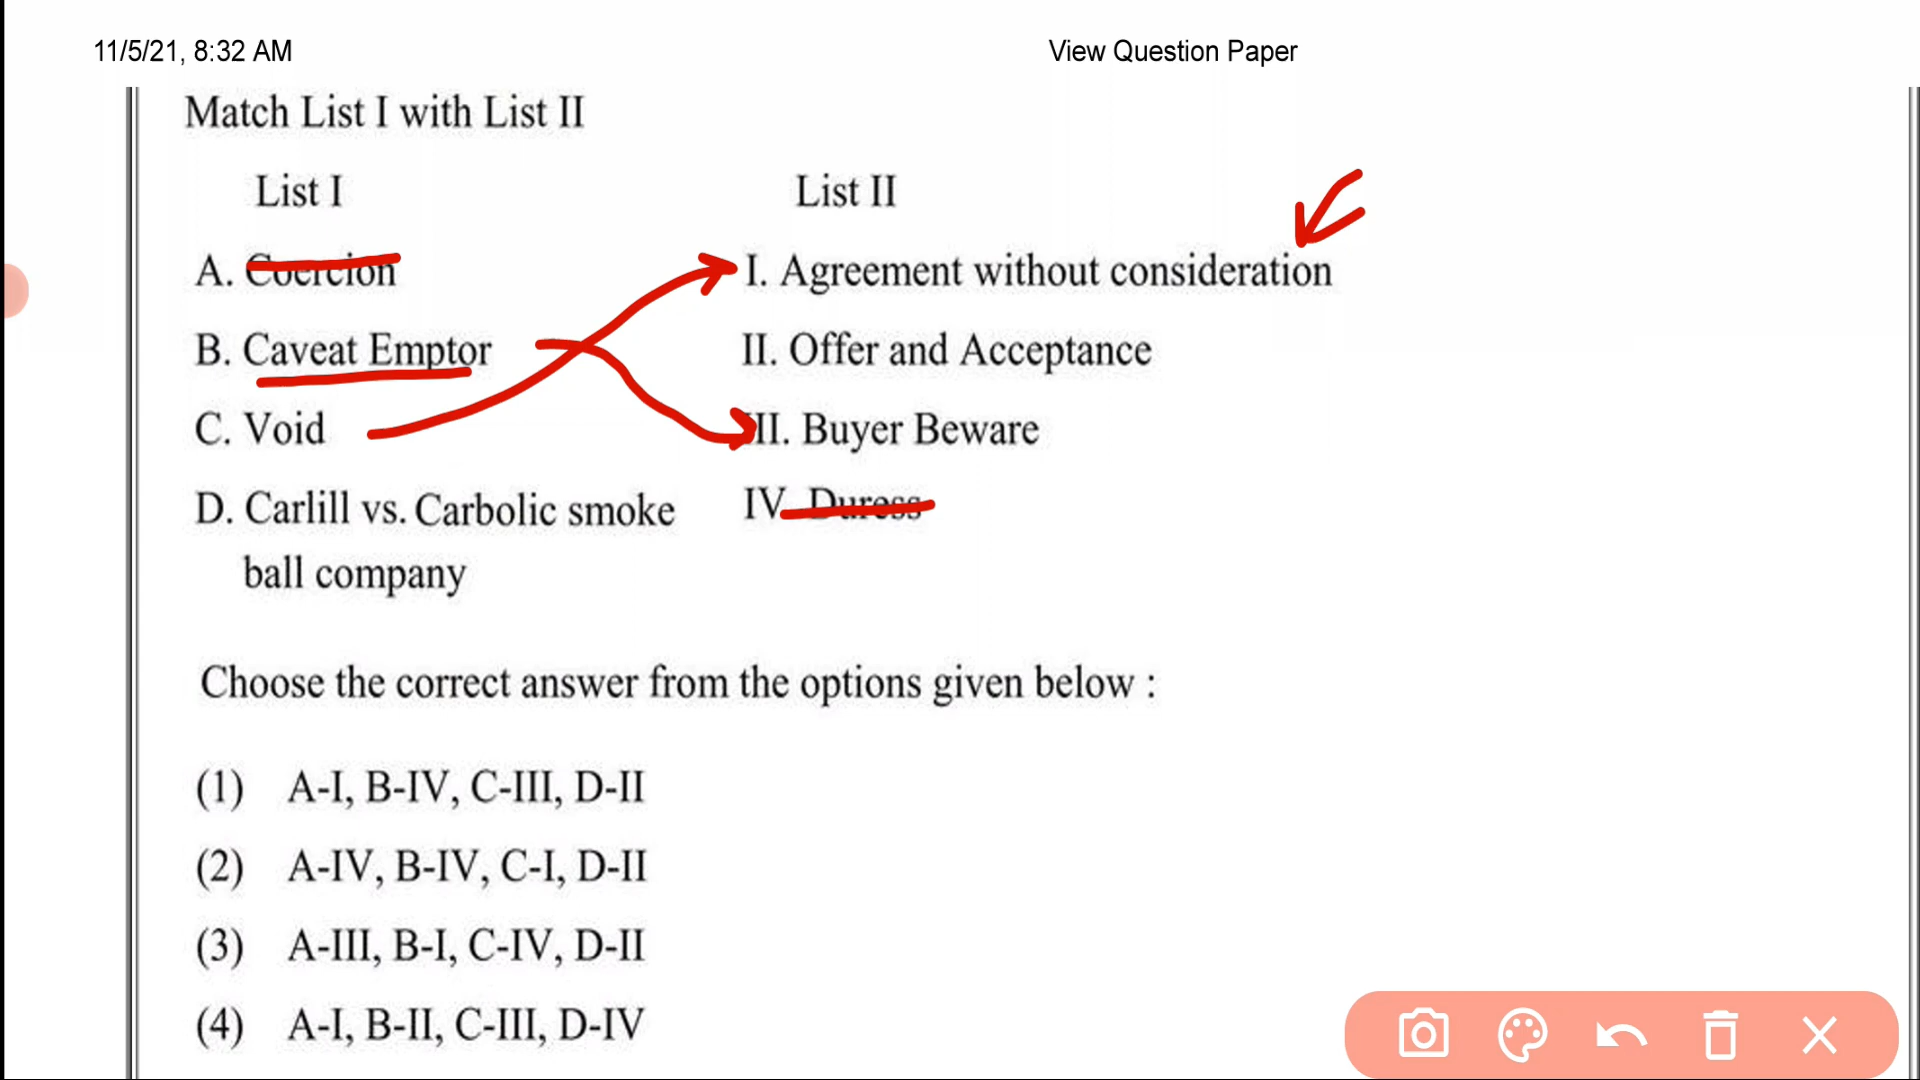 11/5/21, 8:32 AM View Question Paper
Match List I with List II
List I List II
A. Coercion I. Agreement without consideration
B. Caveat Emptor II. Offer and Acceptance
C. Void III. Buyer Beware
D. Carlill vs. Carbolic smoke IV. Duress
ball company
Choose the correct answer from the options given below :
(1) A-I, B-IV, C-III, D-II
(2) A-IV, B-IV, C-I, D-II
(3) A-III, B-I, C-IV, D-II
(4) A-I, B-II, C-III, D-IV